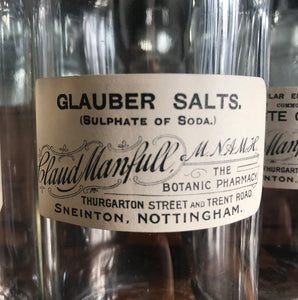 GLAUBER SALTS.
(SULPHATE OF SODA.)
Claud Manfull, M.N.A.M.H.
THE
BOTANIC PHARMACY,
THURGARTON STREET AND TRENT ROAD,
SNEINTON, NOTTINGHAM.